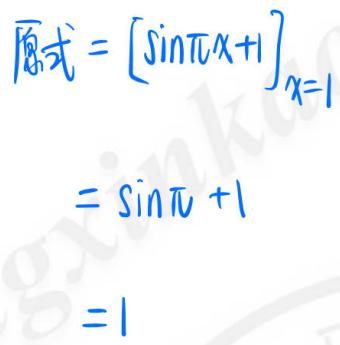 原式 = [sinπx+1]x=1
= sinπ +1
= 1